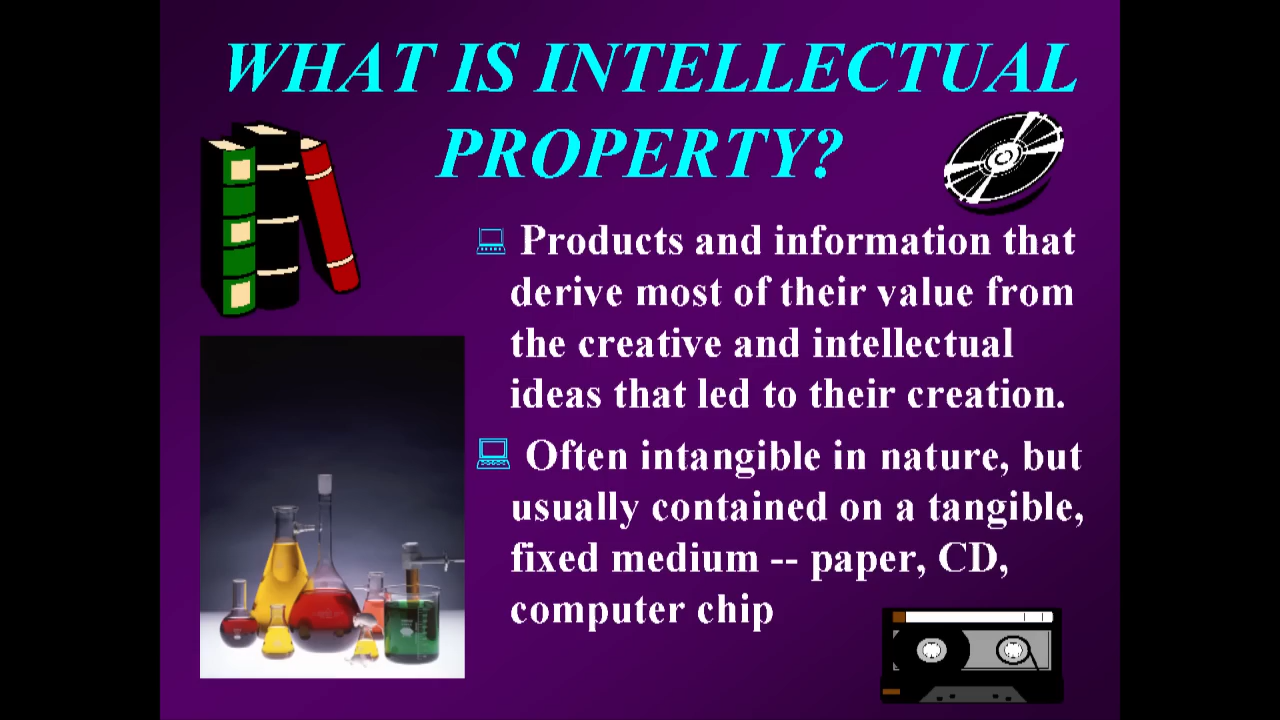 WHAT IS INTELLECTUAL
PROPERTY?
Products and information that
derive most of their value from
the creative and intellectual
ideas that led to their creation.
Often intangible in nature, but
usually contained on a tangible,
fixed medium -- paper, CD,
computer chip